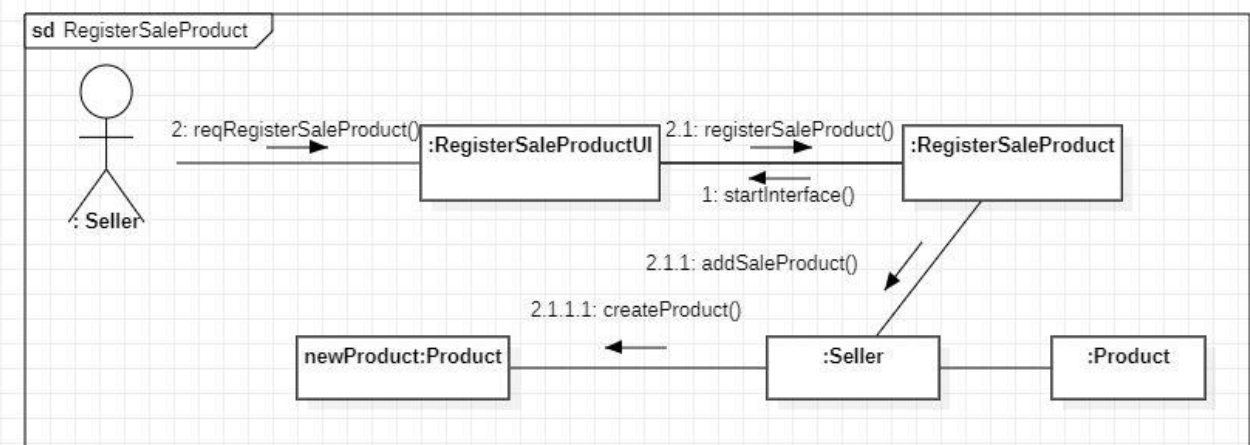 sd RegisterSaleProduct
2: reqRegisterSaleProduct()
2.1: registerSaleProduct()
:RegisterSaleProductUI
:RegisterSaleProduct
1: startInterface()
: Seller
2.1.1: addSaleProduct()
2.1.1.1: createProduct()
newProduct:Product
:Seller
:Product